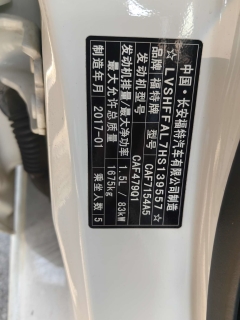 中国·长安福特汽车有限公司制造
☆LVSHFFAL7HS139557☆
品牌 福特牌 型号 CAF7154A5
发动机型号 CAF479Q1
发动机排量 最大净功率 1.5L / 83kW
最大允许总质量 1675kg
制造年月 2017-01 乘坐人数 5